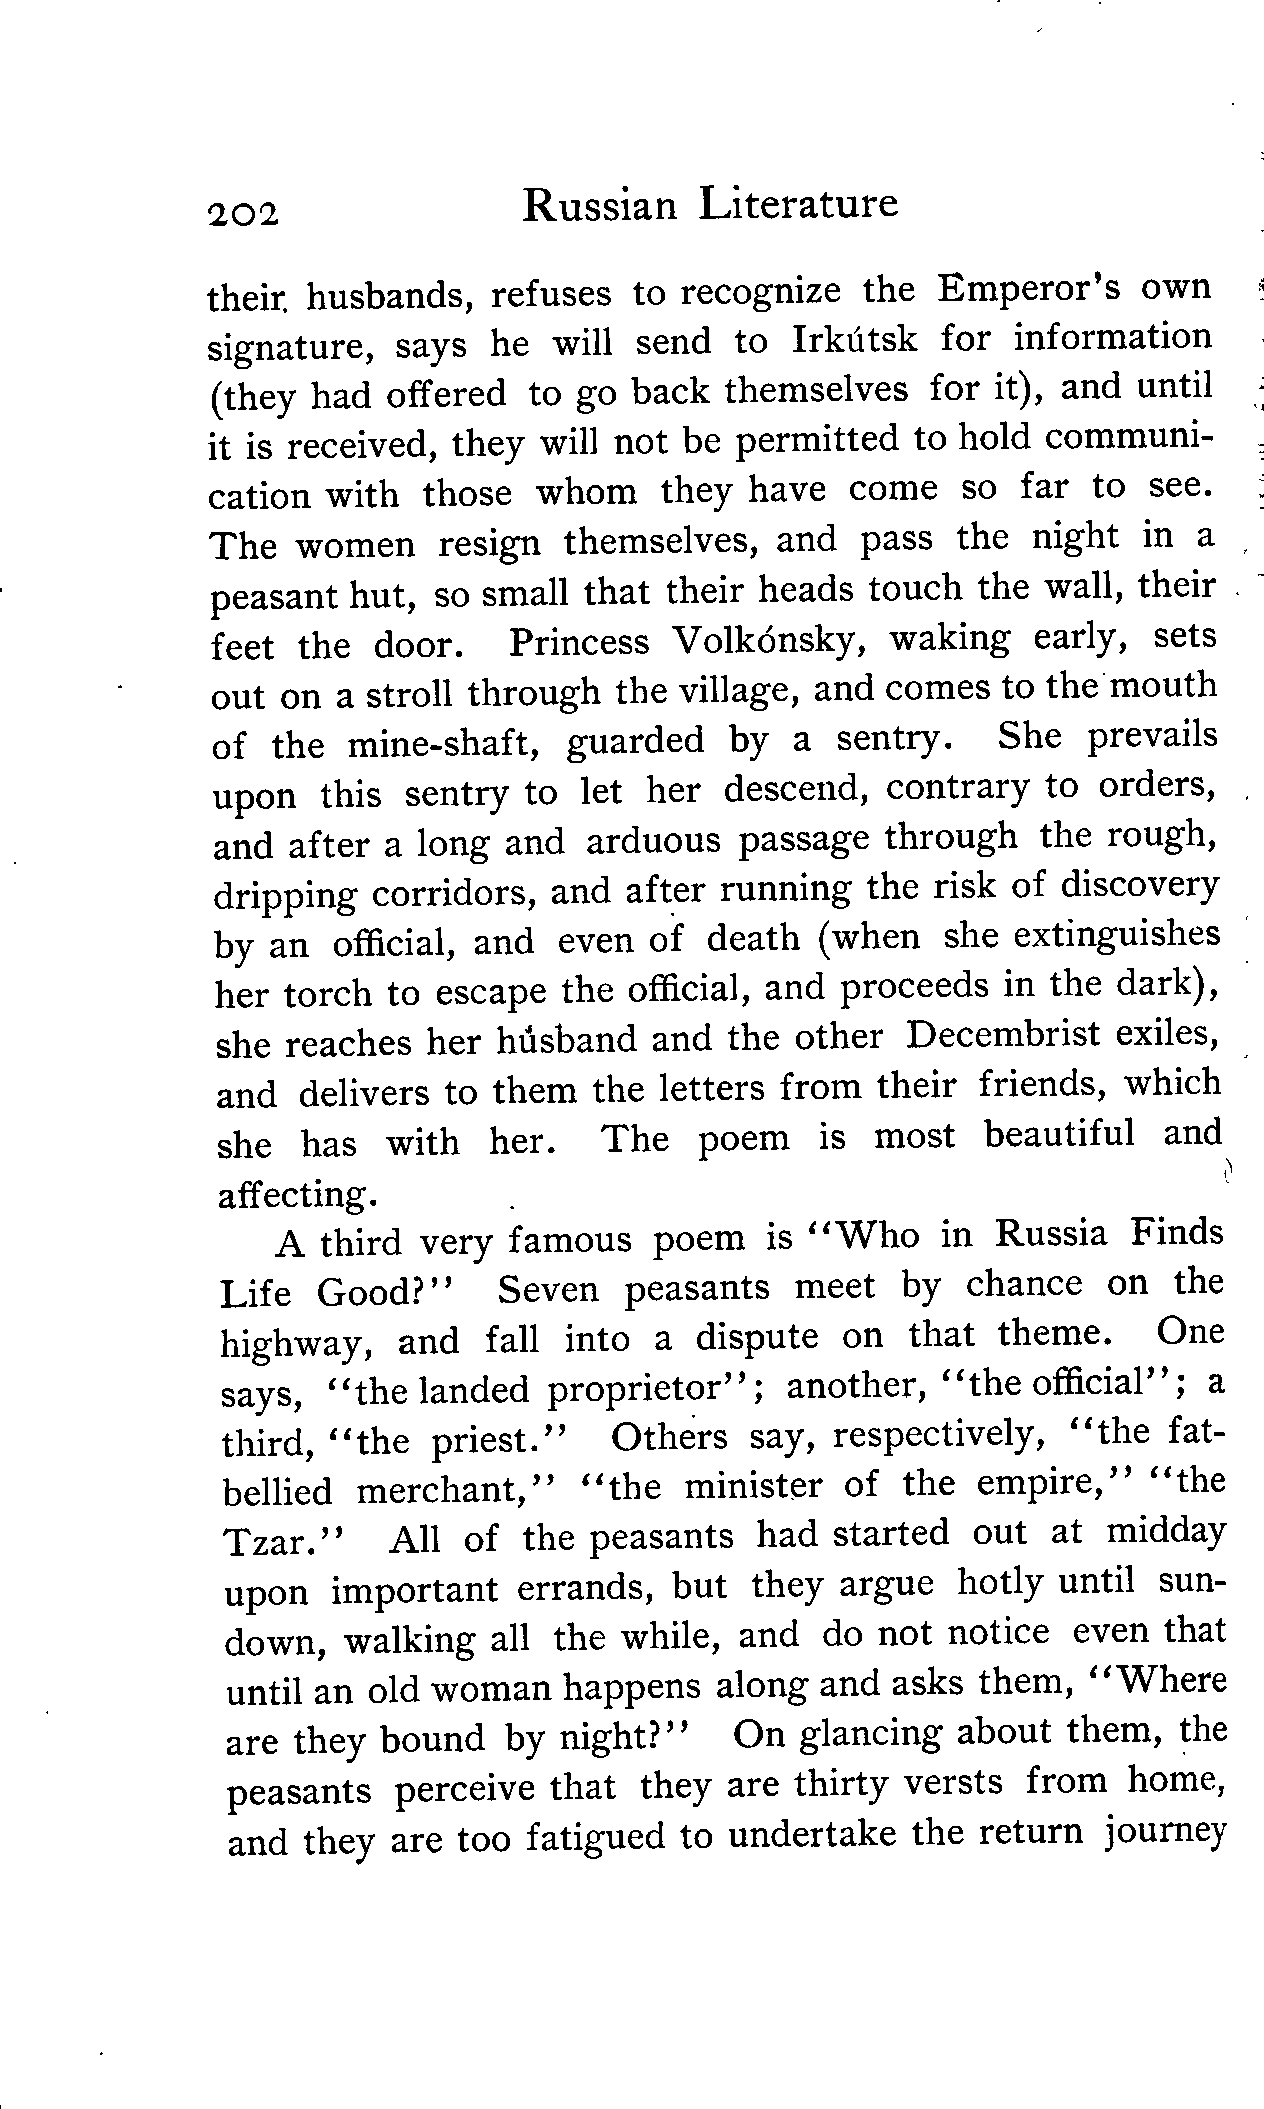 202 Russian Literature
their husbands, refuses to recognize the Emperor's own
signature, says he will send to Irkútsk for information
(they had offered to go back themselves for it), and until
it is received, they will not be permitted to hold communi-
cation with those whom they have come so far to see.
The women resign themselves, and pass the night in a
peasant hut, so small that their heads touch the wall, their
feet the door. Princess Volkónsky, waking early, sets
out on a stroll through the village, and comes to the mouth
of the mine-shaft, guarded by a sentry. She prevails
upon this sentry to let her descend, contrary to orders,
and after a long and arduous passage through the rough,
dripping corridors, and after running the risk of discovery
by an official, and even of death (when she extinguishes
her torch to escape the official, and proceeds in the dark),
she reaches her húsband and the other Decembrist exiles,
and delivers to them the letters from their friends, which
she has with her. The poem is most beautiful and
affecting.
A third very famous poem is "Who in Russia Finds
Life Good?" Seven peasants meet by chance on the
highway, and fall into a dispute on that theme. One
says, "the landed proprietor"; another, "the official"; a
third, "the priest." Others say, respectively, "the fat-
bellied merchant," "the minister of the empire," "the
Tzar." All of the peasants had started out at midday
upon important errands, but they argue hotly until sun-
down, walking all the while, and do not notice even that
until an old woman happens along and asks them, "Where
are they bound by night?" On glancing about them, the
peasants perceive that they are thirty versts from home,
and they are too fatigued to undertake the return journey